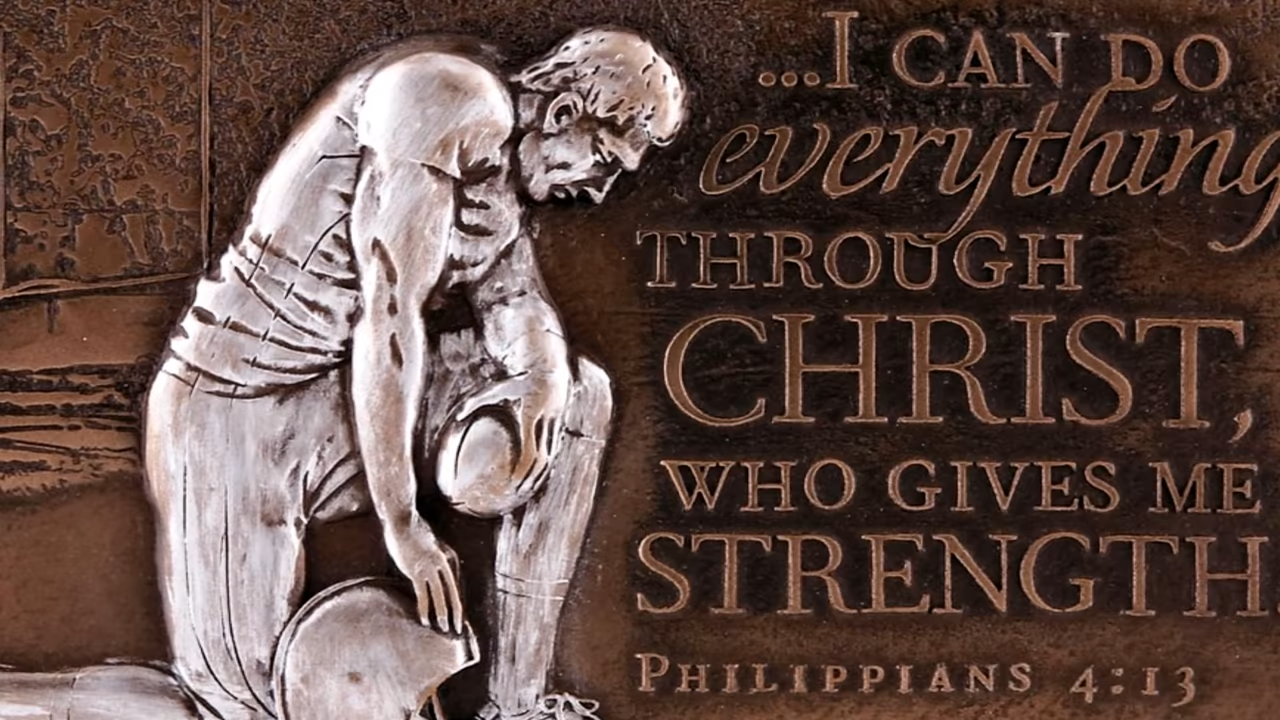 ...I CAN DO
everything
THROUGH
CHRIST,
WHO GIVES ME
STRENGTH
PHILIPPIANS 4:13